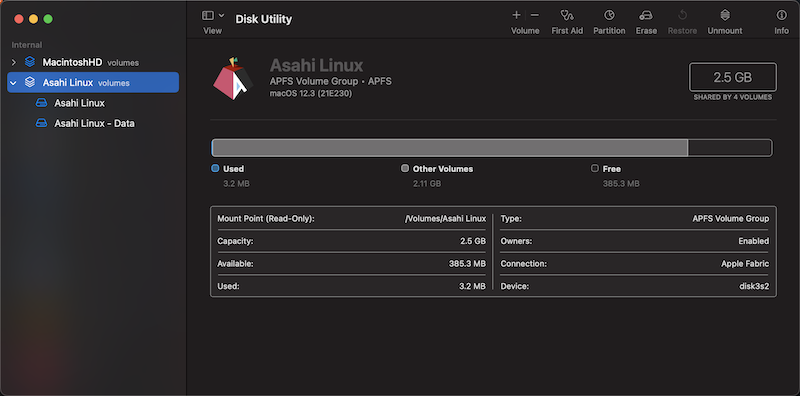 Disk Utility
View
Volume
First Aid
Partition
Erase
Restore
Unmount
Info
Internal
MacintoshHD volumes
Asahi Linux volumes
Asahi Linux
Asahi Linux - Data
Asahi Linux
APFS Volume Group • APFS
macOS 12.3 (21E230)
2.5 GB
SHARED BY 4 VOLUMES
Used
3.2 MB
Other Volumes
2.11 GB
Free
385.3 MB
Mount Point (Read-Only): /Volumes/Asahi Linux
Capacity: 2.5 GB
Available: 385.3 MB
Used: 3.2 MB
Type: APFS Volume Group
Owners: Enabled
Connection: Apple Fabric
Device: disk3s2